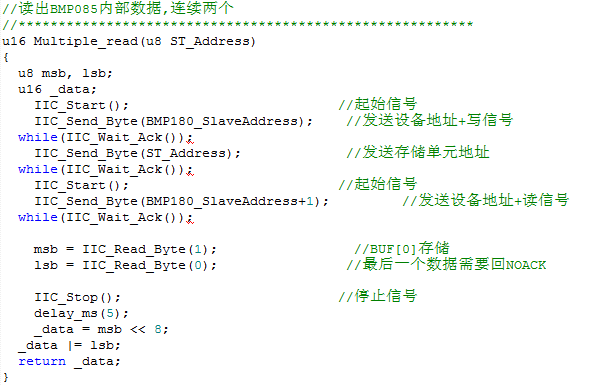 //读出BMP085内部数据,连续两个
//*********************************************************
u16 Multiple_read(u8 ST_Address)
{
u8 msb, lsb;
u16 _data;
IIC_Start(); //起始信号
IIC_Send_Byte(BMP180_SlaveAddress); //发送设备地址+写信号
while(IIC_Wait_Ack());
IIC_Send_Byte(ST_Address); //发送存储单元地址
while(IIC_Wait_Ack());
IIC_Start(); //起始信号
IIC_Send_Byte(BMP180_SlaveAddress+1); //发送设备地址+读信号
while(IIC_Wait_Ack());
msb = IIC_Read_Byte(1); //BUF[0]存储
lsb = IIC_Read_Byte(0); //最后一个数据需要回NOACK
IIC_Stop(); //停止信号
delay_ms(5);
_data = msb << 8;
_data |= lsb;
return _data;
}